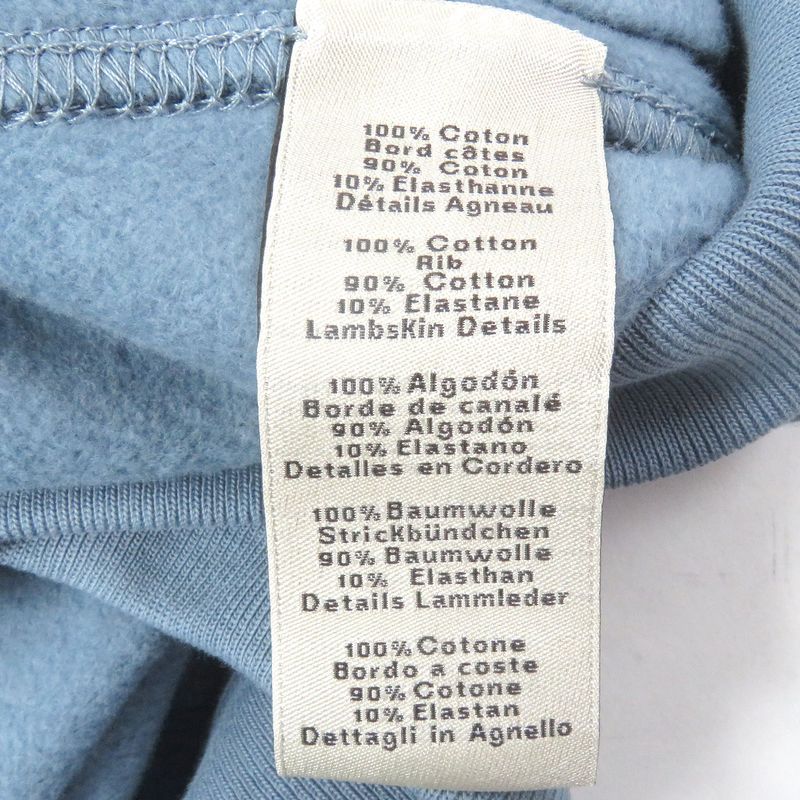 100% Coton
Bord côtes
90% Coton
10% Elasthanne
Détails Agneau
100% Cotton
Rib
90% Cotton
10% Elastane
LambsKin Details
100% Algodón
Borde de canalé
90% Algodón
10% Elastano
Detalles en Cordero
100% Baumwolle
Strickbündchen
90% Baumwolle
10% Elasthan
Details Lammleder
100% Cotone
Bordo a coste
90% Cotone
10% Elastan
Dettagli in Agnello